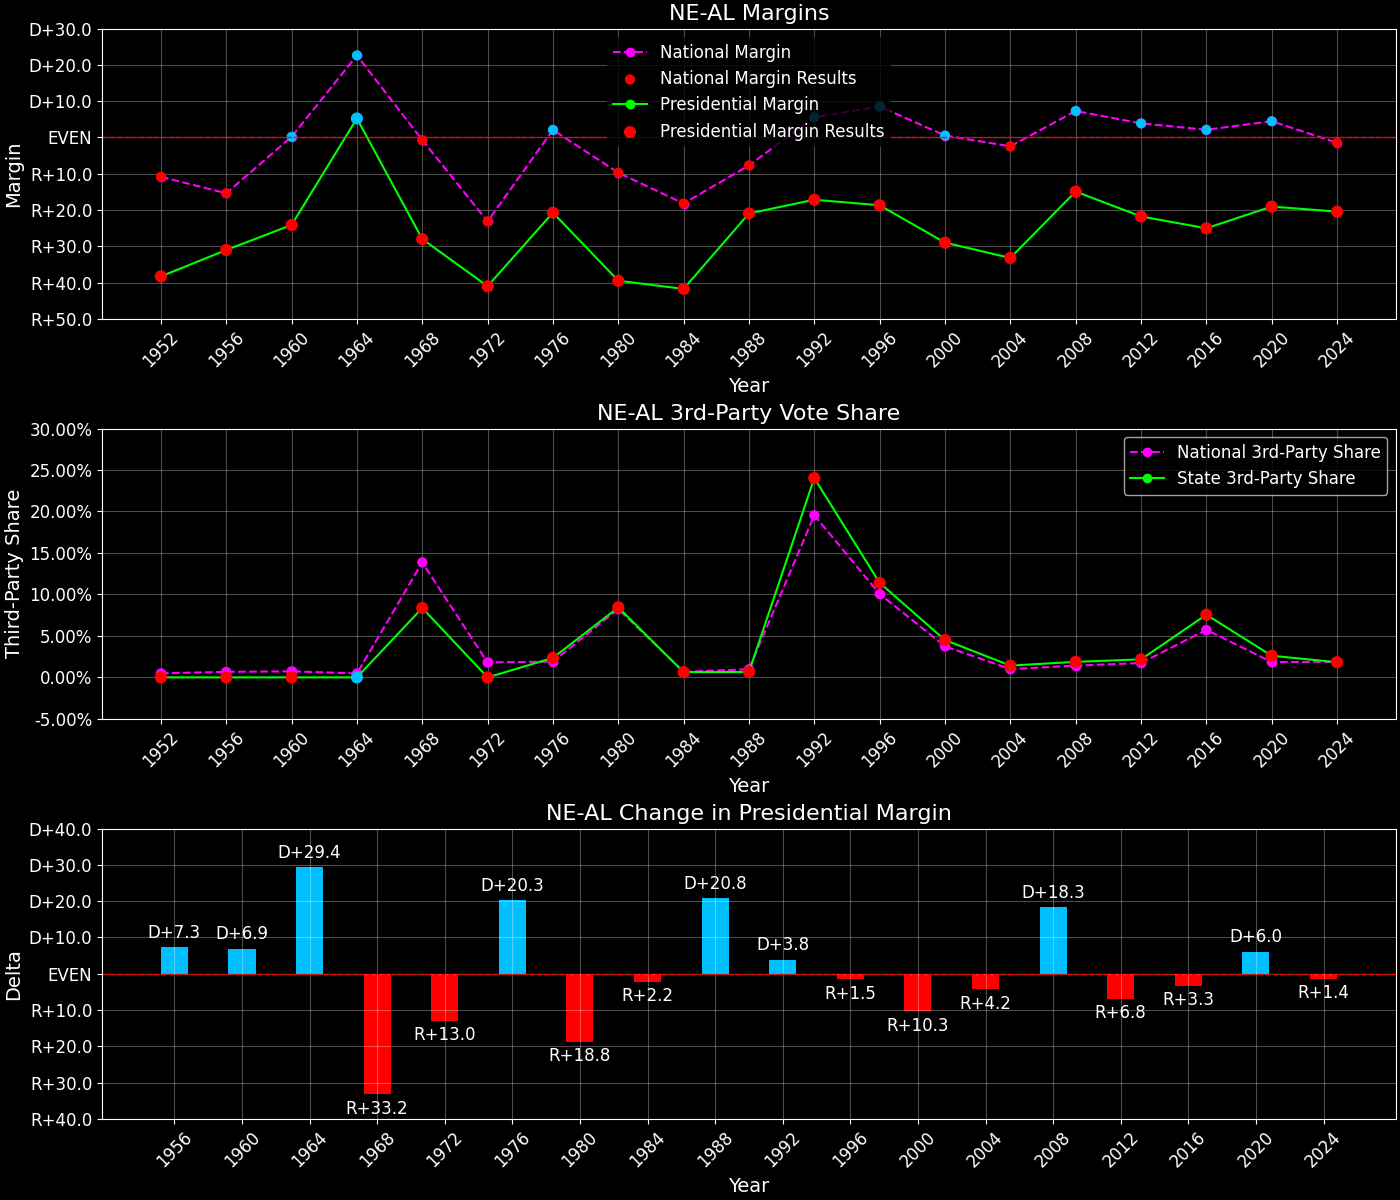 NE-AL Margins
D+30.0
D+20.0
D+10.0
EVEN
R+10.0
R+20.0
R+30.0
R+40.0
R+50.0
Margin
National Margin
National Margin Results
Presidential Margin
Presidential Margin Results
1952 1956 1960 1964 1968 1972 1976 1980 1984 1988 1992 1996 2000 2004 2008 2012 2016 2020 2024
Year
NE-AL 3rd-Party Vote Share
30.00%
25.00%
20.00%
15.00%
10.00%
5.00%
0.00%
-5.00%
Third-Party Share
National 3rd-Party Share
State 3rd-Party Share
1952 1956 1960 1964 1968 1972 1976 1980 1984 1988 1992 1996 2000 2004 2008 2012 2016 2020 2024
Year
NE-AL Change in Presidential Margin
D+40.0
D+30.0
D+20.0
D+10.0
EVEN
R+10.0
R+20.0
R+30.0
R+40.0
Delta
D+7.3
D+6.9
D+29.4
R+33.2
R+13.0
D+20.3
R+18.8
R+2.2
D+20.8
D+3.8
R+1.5
R+10.3
R+4.2
D+18.3
R+6.8
R+3.3
D+6.0
R+1.4
1956 1960 1964 1968 1972 1976 1980 1984 1988 1992 1996 2000 2004 2008 2012 2016 2020 2024
Year